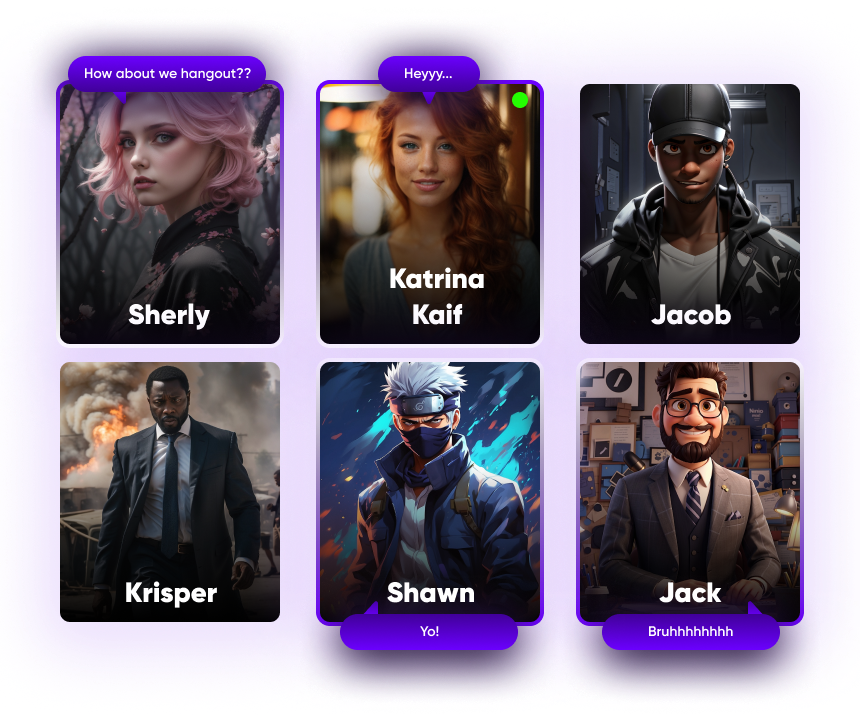 How about we hangout??
Heyyy...
Sherly
Katrina
Kaif
Jacob
Krisper
Shawn
Jack
Yo!
Bruhhhhhhhh